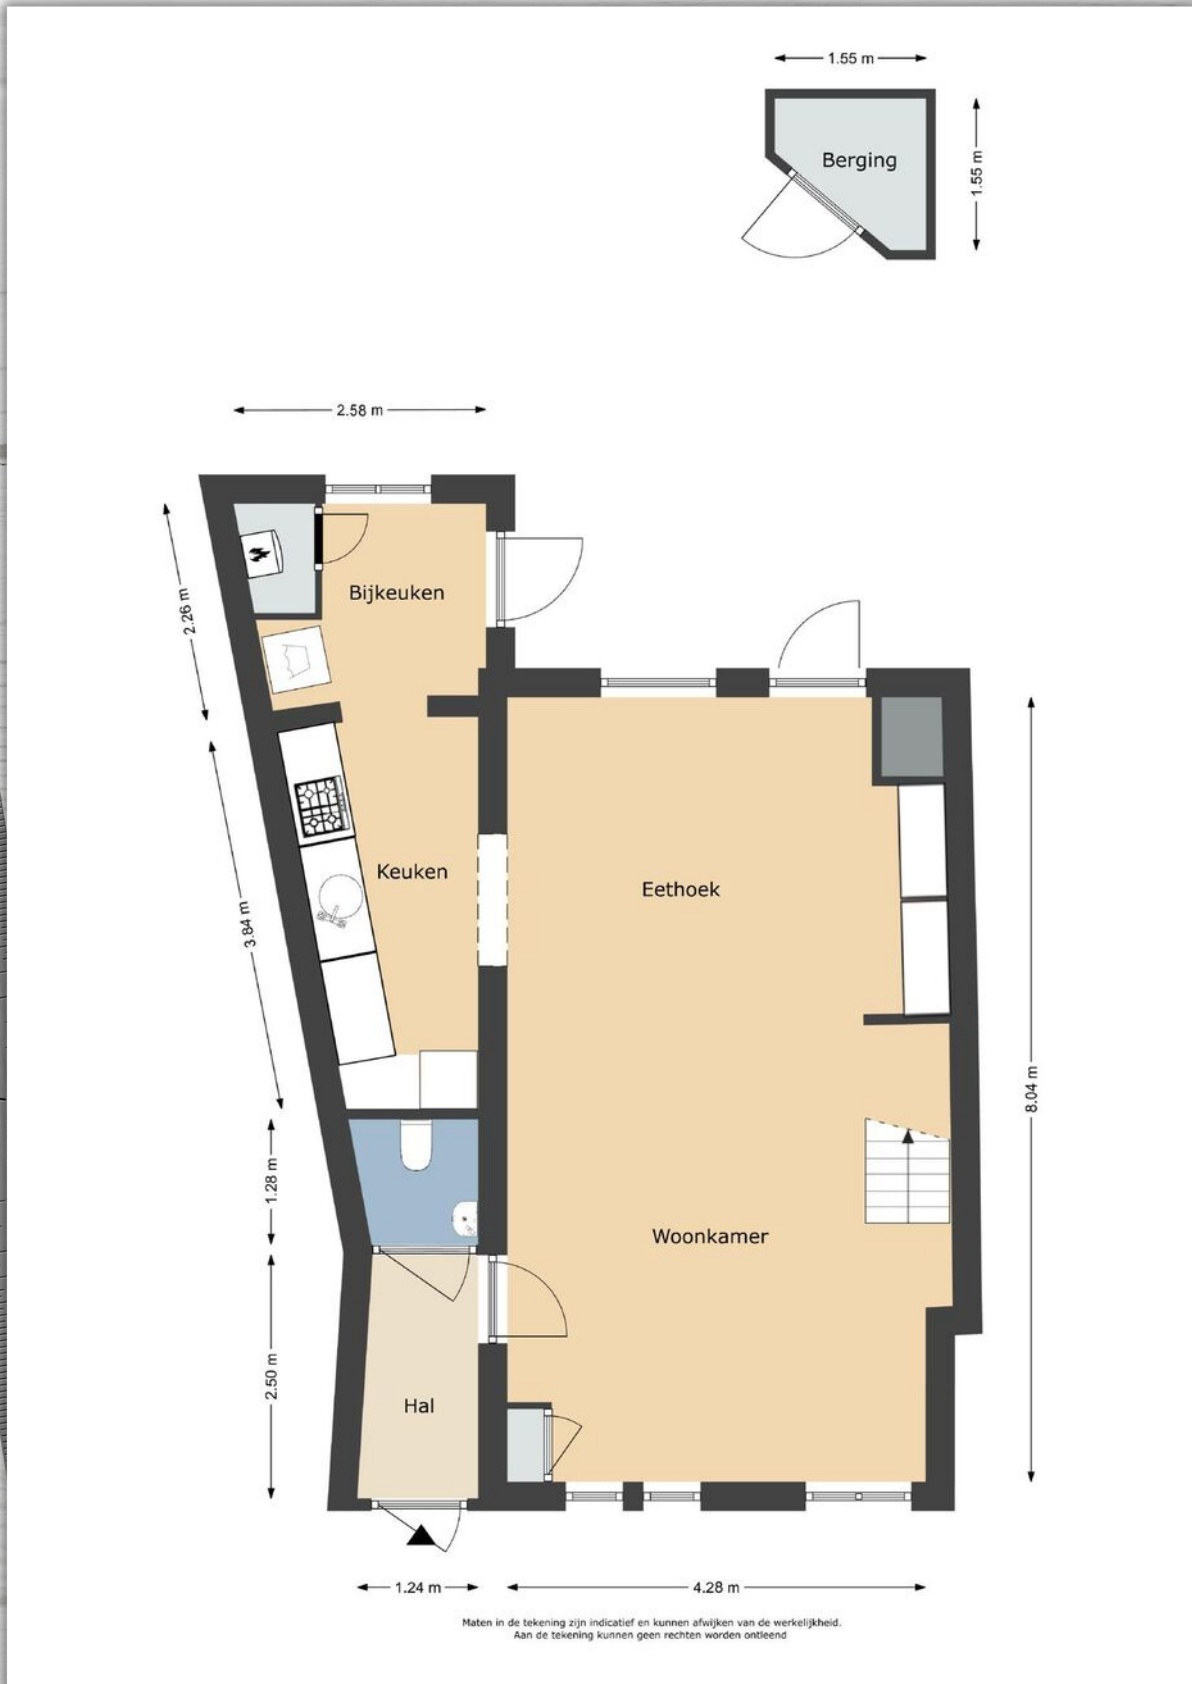 1.55 m
Berging
1.55 m
2.58 m
Bijkeuken
2.26 m
Keuken
Eethoek
3.84 m
8.04 m
1.28 m
Woonkamer
2.50 m
Hal
1.24 m
4.28 m
Maten in de tekening zijn indicatief en kunnen afwijken van de werkelijkheid.
Aan de tekening kunnen geen rechten worden ontleend